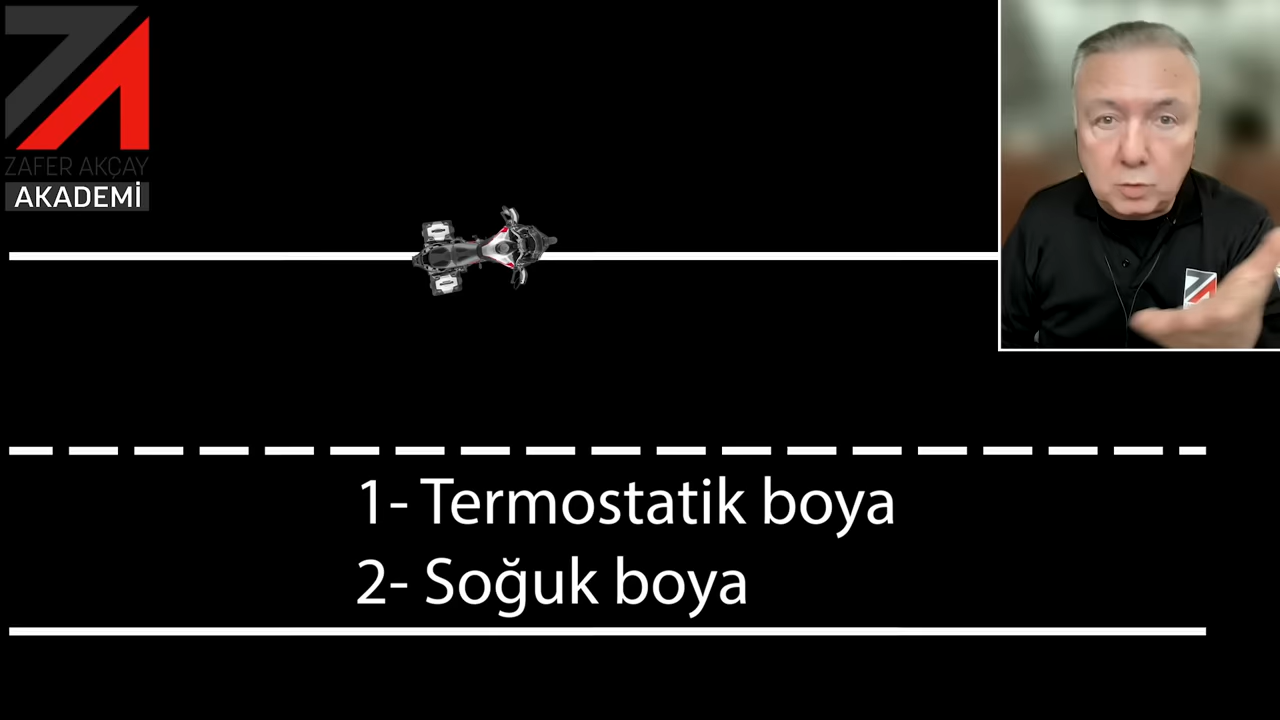 ZAFER AKÇAY
AKADEMİ
1- Termostatik boya
2- Soğuk boya